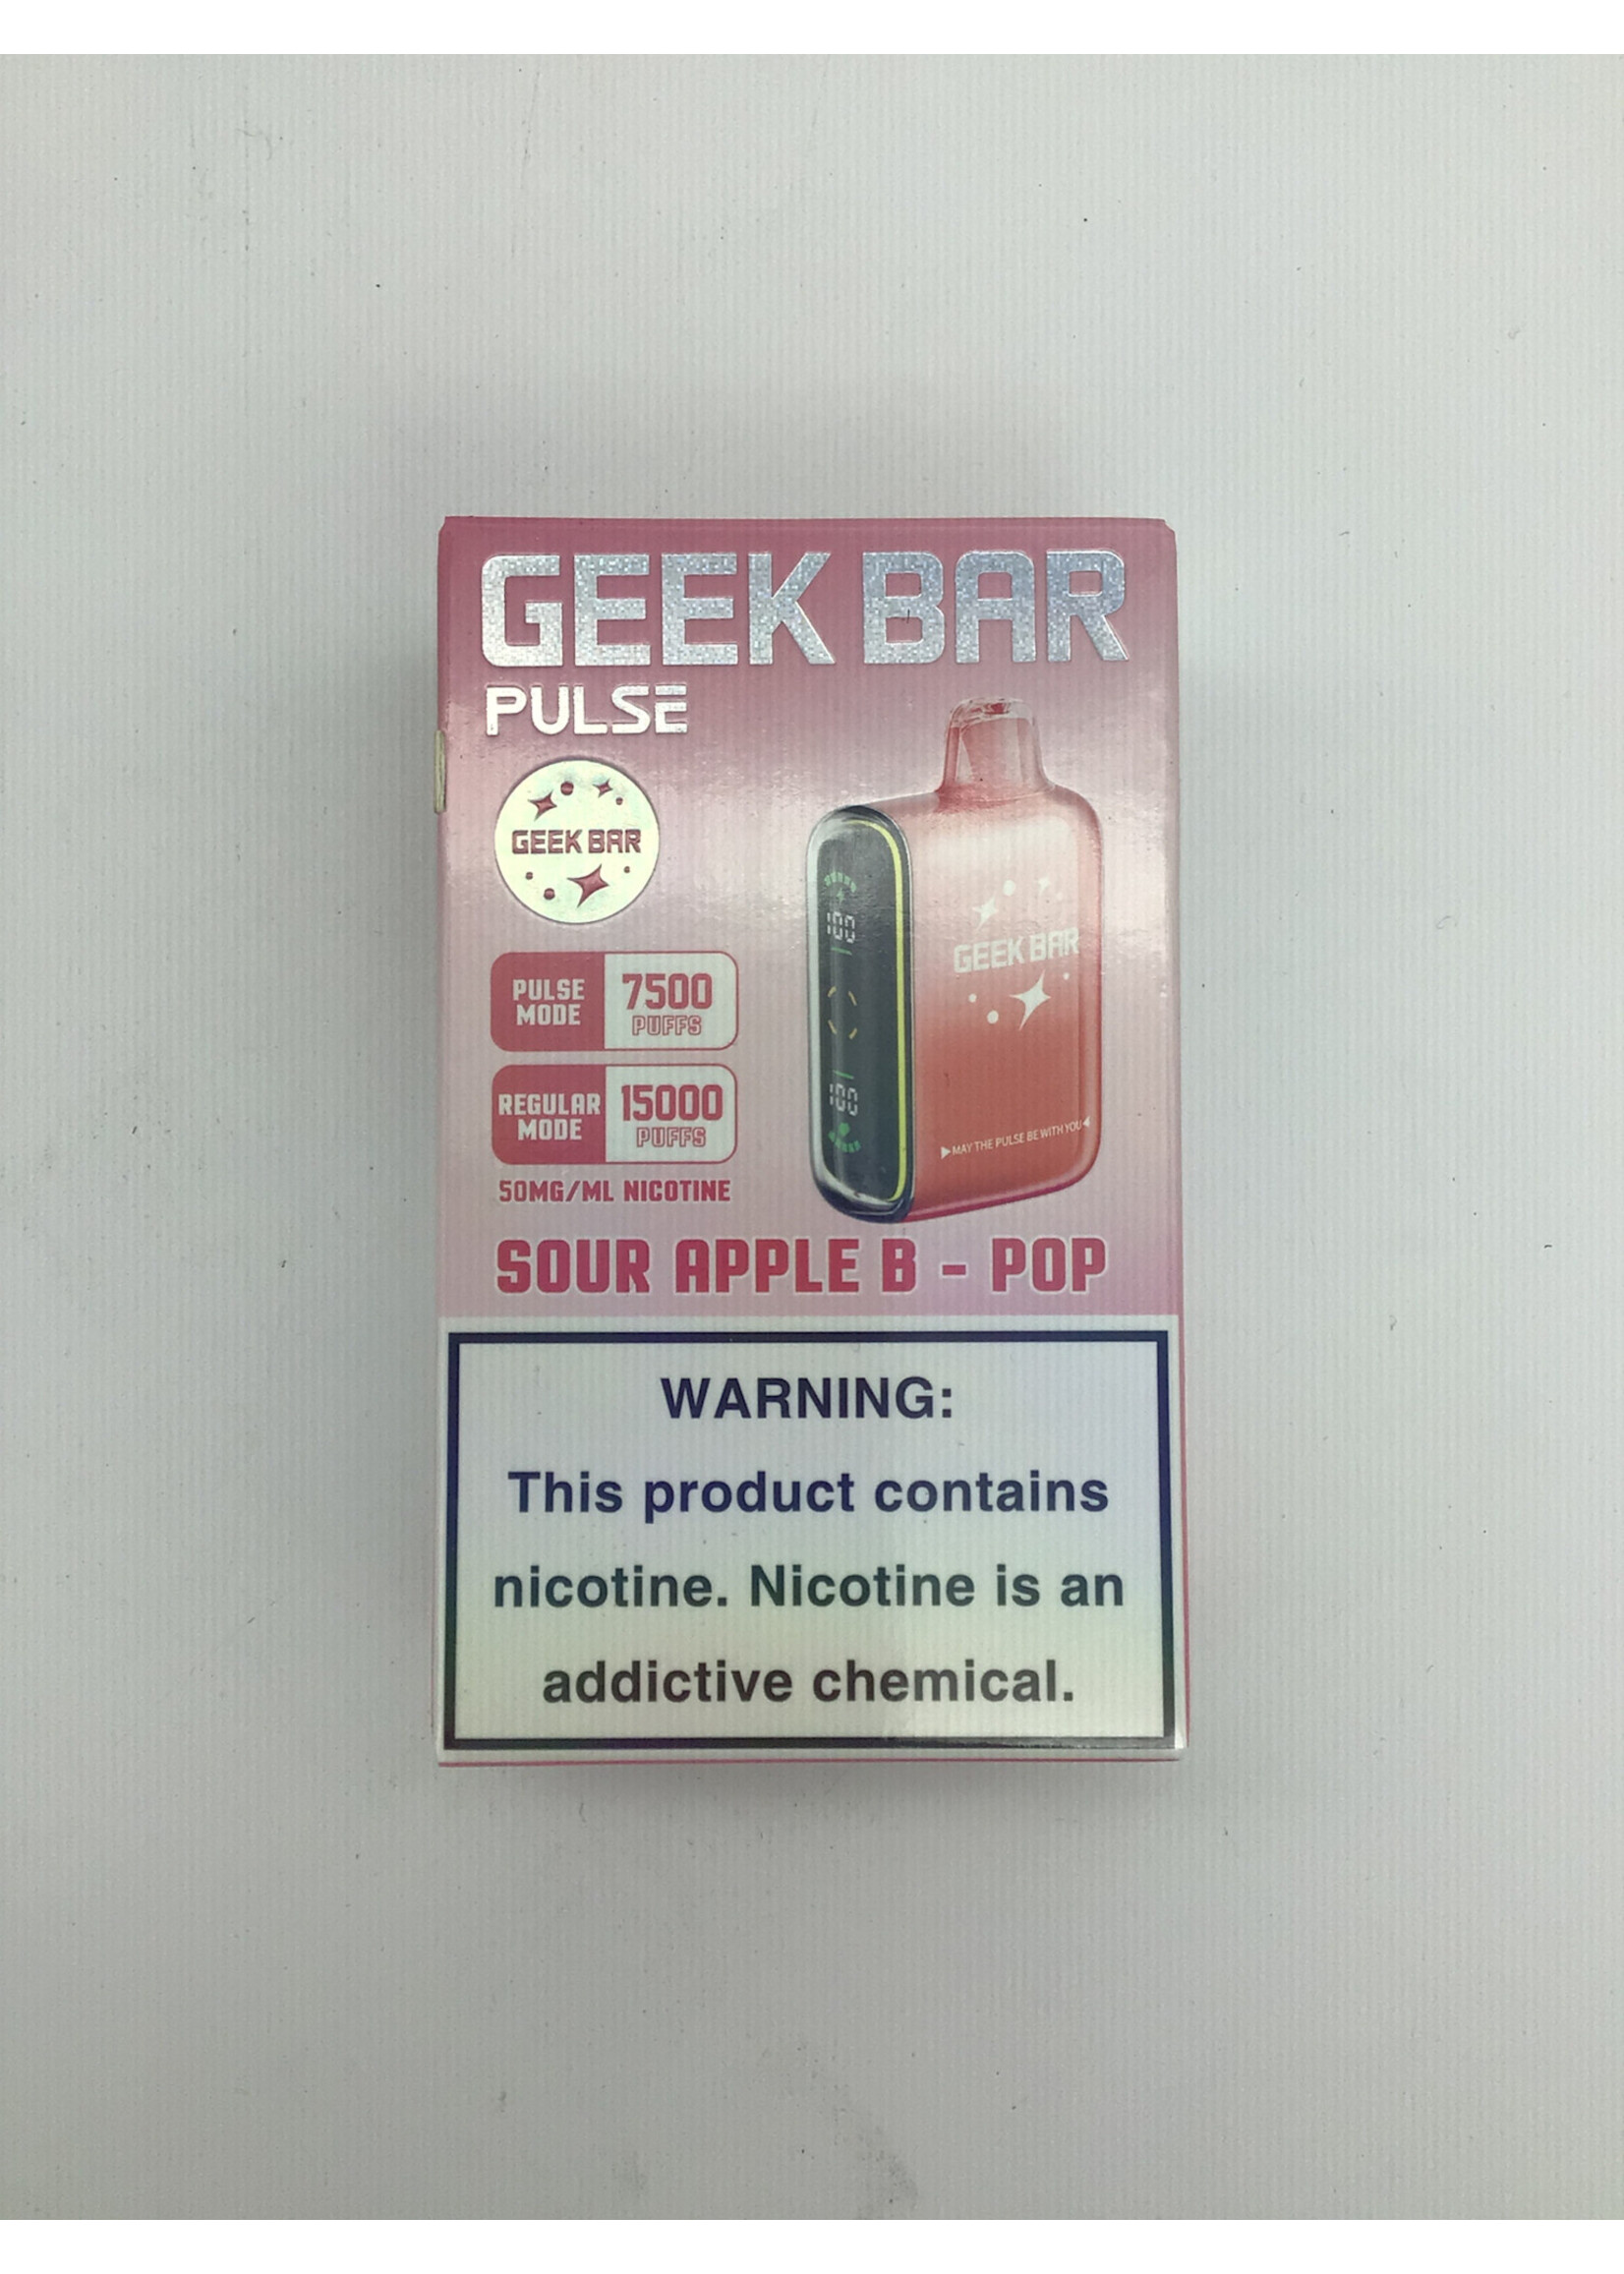 GEEK BAR
PULSE
GEEK BAR
PULSE MODE 7500 PUFFS
REGULAR MODE 15000 PUFFS
50MG/ML NICOTINE
100
GEEK BAR
100
MAY THE PULSE BE WITH YOU
SOUR APPLE B - POP
WARNING:
This product contains
nicotine. Nicotine is an
addictive chemical.